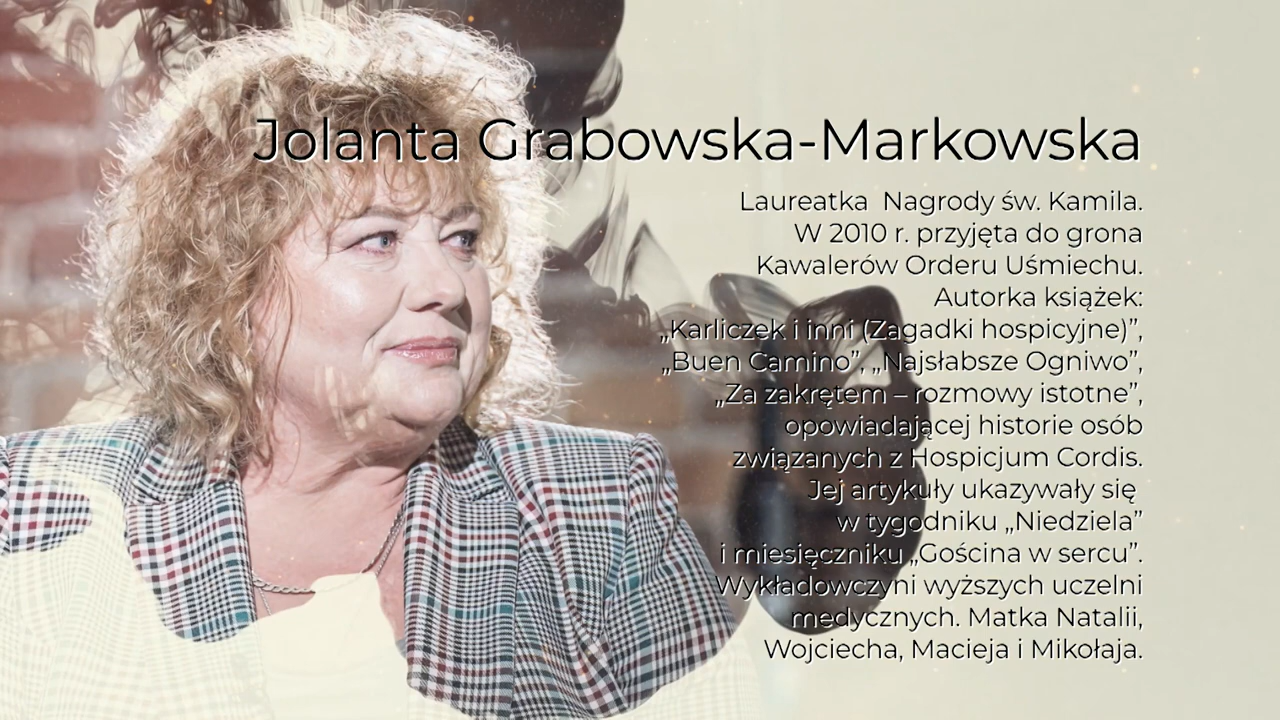 Jolanta Grabowska-Markowska
Laureatka Nagrody św. Kamila.
W 2010 r. przyjęta do grona
Kawalerów Orderu Uśmiechu.
Autorka książek:
„Karliczek i inni (Zagadki hospicyjne)”,
„Buen Camino”, „Najsłabsze Ogniwo”,
„Za zakrętem – rozmowy istotne”,
opowiadającej historie osób
związanych z Hospicjum Cordis.
Jej artykuły ukazywały się
w tygodniku „Niedziela”
i miesięczniku „Gościna w sercu”.
Wykładowczyni wyższych uczelni
medycznych. Matka Natalii,
Wojciecha, Macieja i Mikołaja.